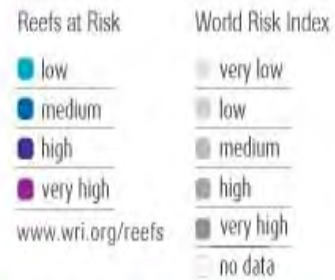 Reefs at Risk
low
medium
high
very high
www.wri.org/reefs
World Risk Index
very low
low
medium
high
very high
no data